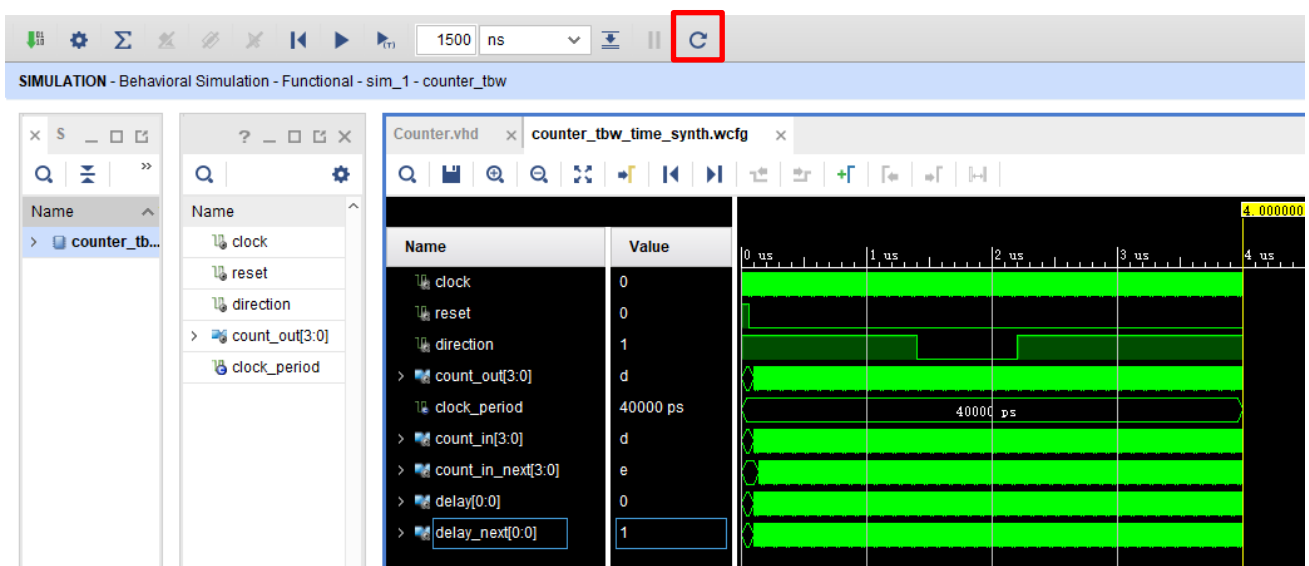 1500 ns
SIMULATION - Behavioral Simulation - Functional - sim_1 - counter_tbw
S
?
Counter.vhd
counter_tbw_time_synth.wcfg
Name
counter_tb...
Name
clock
reset
direction
count_out[3:0]
clock_period
4.000000
Name Value
0 us 1 us 2 us 3 us 4 us
clock 0
reset 0
direction 1
count_out[3:0] d
clock_period 40000 ps 40000 ps
count_in[3:0] d
count_in_next[3:0] e
delay[0:0] 0
delay_next[0:0] 1